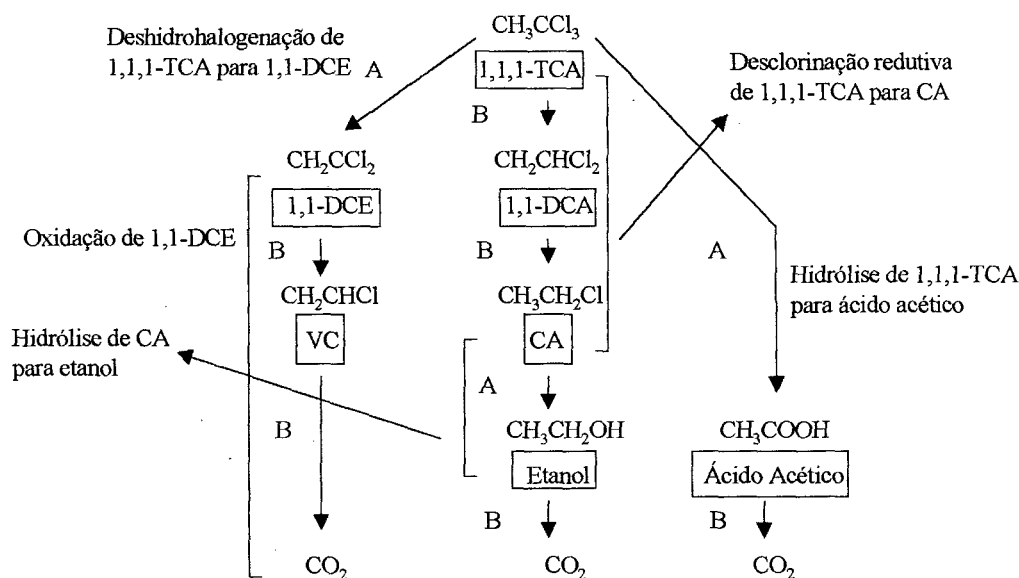 CH₃CCl₃
Deshidrohalogenação de
1,1,1-TCA para 1,1-DCE
A
1,1,1-TCA
Desclorinação redutiva
de 1,1,1-TCA para CA
B
CH₂CCl₂
CH₂CHCl₂
1,1-DCE
1,1-DCA
Oxidação de 1,1-DCE
B
B
A
Hidrólise de 1,1,1-TCA
para ácido acético
CH₂CHCl
CH₃CH₂Cl
VC
CA
Hidrólise de CA
para etanol
A
B
CH₃CH₂OH
CH₃COOH
Etanol
Ácido Acético
B
B
CO₂
CO₂
CO₂